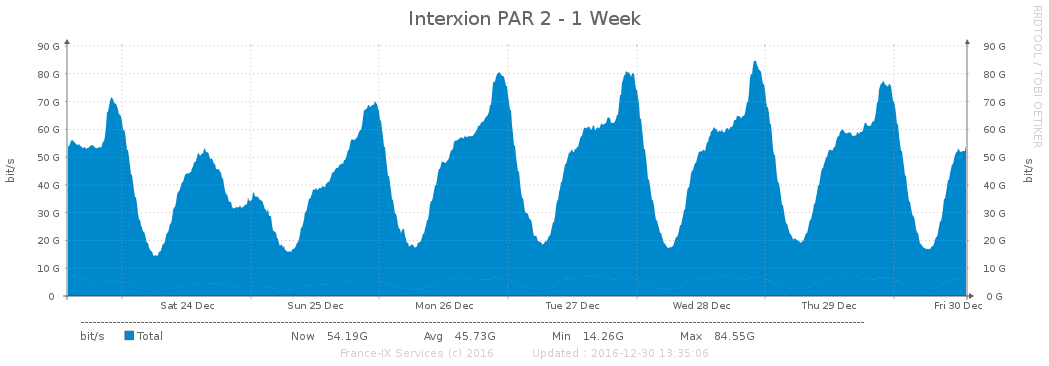 Interxion PAR 2 - 1 Week
RRDTOOL / TOBI OETIKER
bit/s
90 G
80 G
70 G
60 G
50 G
40 G
30 G
20 G
10 G
0
90 G
80 G
70 G
60 G
50 G
40 G
30 G
20 G
10 G
0 G
bit/s
Sat 24 Dec Sun 25 Dec Mon 26 Dec Tue 27 Dec Wed 28 Dec Thu 29 Dec Fri 30 Dec
bit/s Total Now 54.19G Avg 45.73G Min 14.26G Max 84.55G
France-IX Services (c) 2016 Updated : 2016-12-30 13:35:06